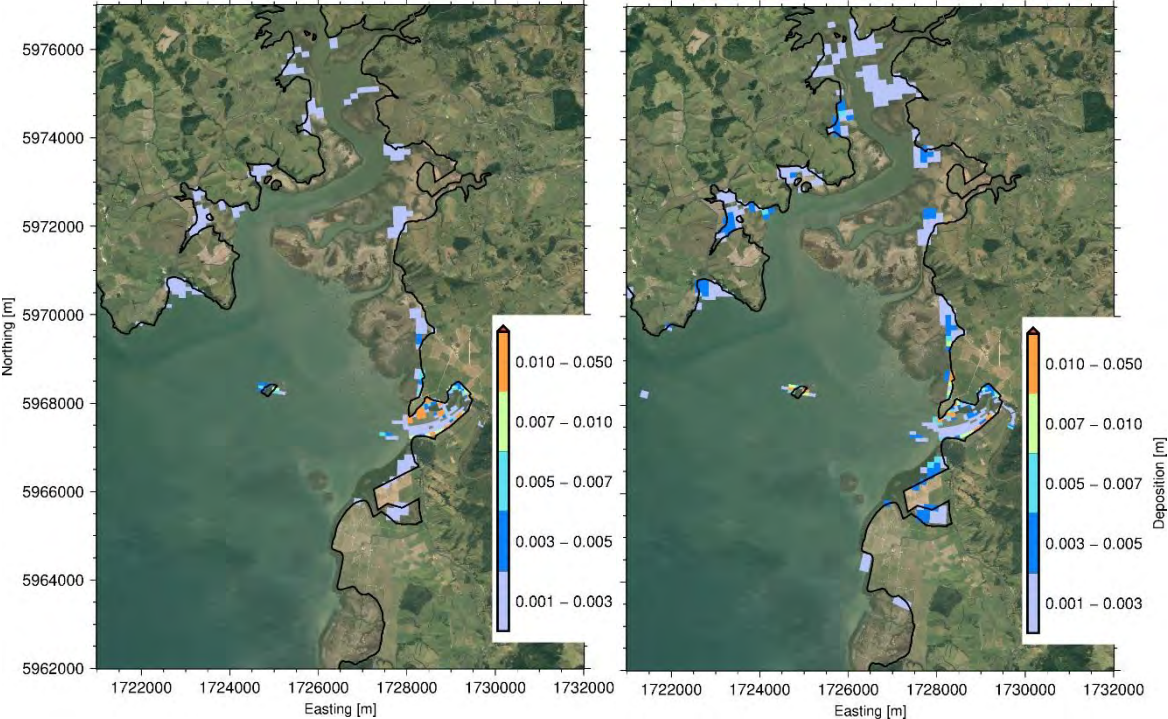 5976000
5974000
5972000
5970000
5968000
5966000
5964000
5962000
Northing [m]
1722000 1724000 1726000 1728000 1730000 1732000
Easting [m]
0.010 – 0.050
0.007 – 0.010
0.005 – 0.007
0.003 – 0.005
0.001 – 0.003
1722000 1724000 1726000 1728000 1730000 1732000
Easting [m]
0.010 – 0.050
0.007 – 0.010
0.005 – 0.007
0.003 – 0.005
0.001 – 0.003
Deposition [m]